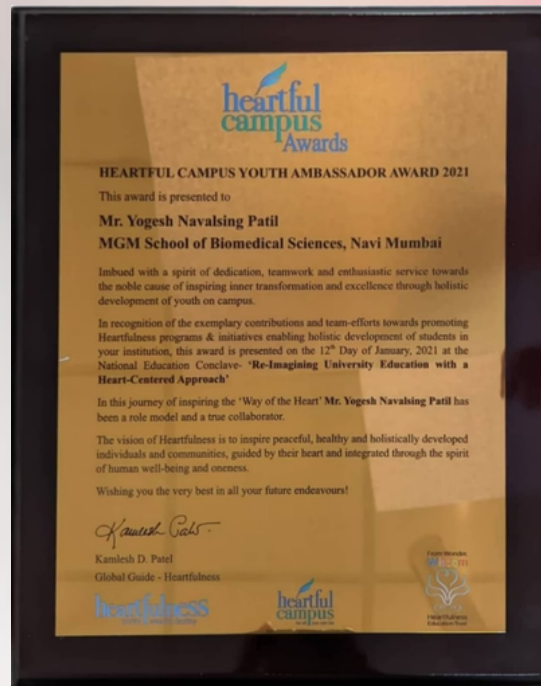 heartful
campus
Awards
HEARTFUL CAMPUS YOUTH AMBASSADOR AWARD 2021
This award is presented to
Mr. Yogesh Navalsing Patil
MGM School of Biomedical Sciences, Navi Mumbai
Imbued with a spirit of dedication, teamwork and enthusiastic service towards
the noble cause of inspiring inner transformation and excellence through holistic
development of youth on campus.
In recognition of the exemplary contributions and team-efforts towards promoting
Heartfulness programs & initiatives enabling holistic development of students in
your institution, this award is presented on the 12th Day of January, 2021 at the
National Education Conclave- 'Re-Imagining University Education with a
Heart-Centered Approach'
In this journey of inspiring the 'Way of the Heart' Mr. Yogesh Navalsing Patil has
been a role model and a true collaborator.
The vision of Heartfulness is to inspire peaceful, healthy and holistically developed
individuals and communities, guided by their heart and integrated through the spirit
of human well-being and oneness.
Wishing you the very best in all your future endeavours!
Kamlesh D. Patel
Global Guide - Heartfulness
heartfulness
heartful
campus
Heartfulness
Education Trust